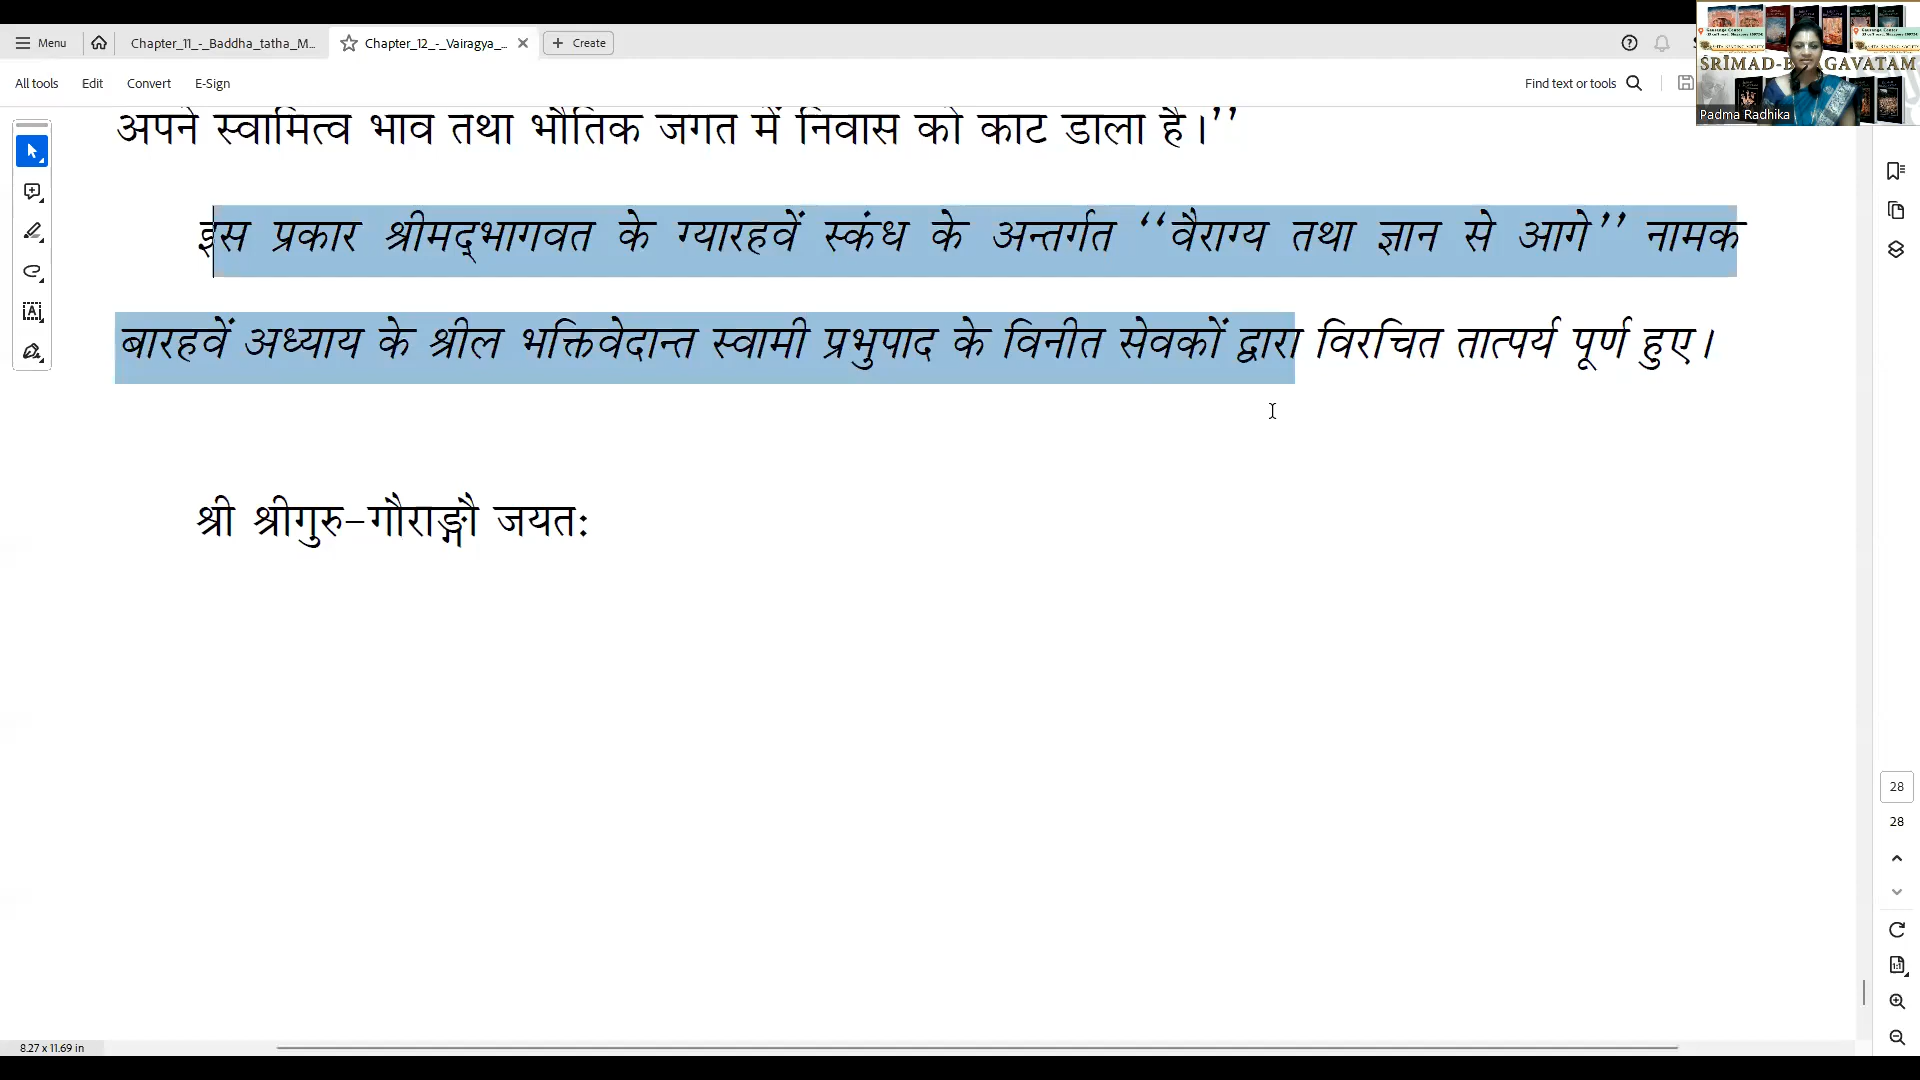 Menu
Chapter_11_-_Baddha_tatha_M...
Chapter_12_-_Vairagya_...
Create
All tools
Edit
Convert
E-Sign
Find text or tools
ŚRĪMAD-BHAGAVATAM
Padma Radhika
अपने स्वामित्व भाव तथा भौतिक जगत में निवास को काट डाला है।’’
इस प्रकार श्रीमद्भागवत के ग्यारहवें स्कंध के अन्तर्गत ‘‘वैराग्य तथा ज्ञान से आगे’’ नामक
बारहवें अध्याय के श्रील भक्तिवेदान्त स्वामी प्रभुपाद के विनीत सेवकों द्वारा विरचित तात्पर्य पूर्ण हुए।
श्री श्रीगुरु-गौराङ्गौ जयतः
28
28
8.27 x 11.69 in